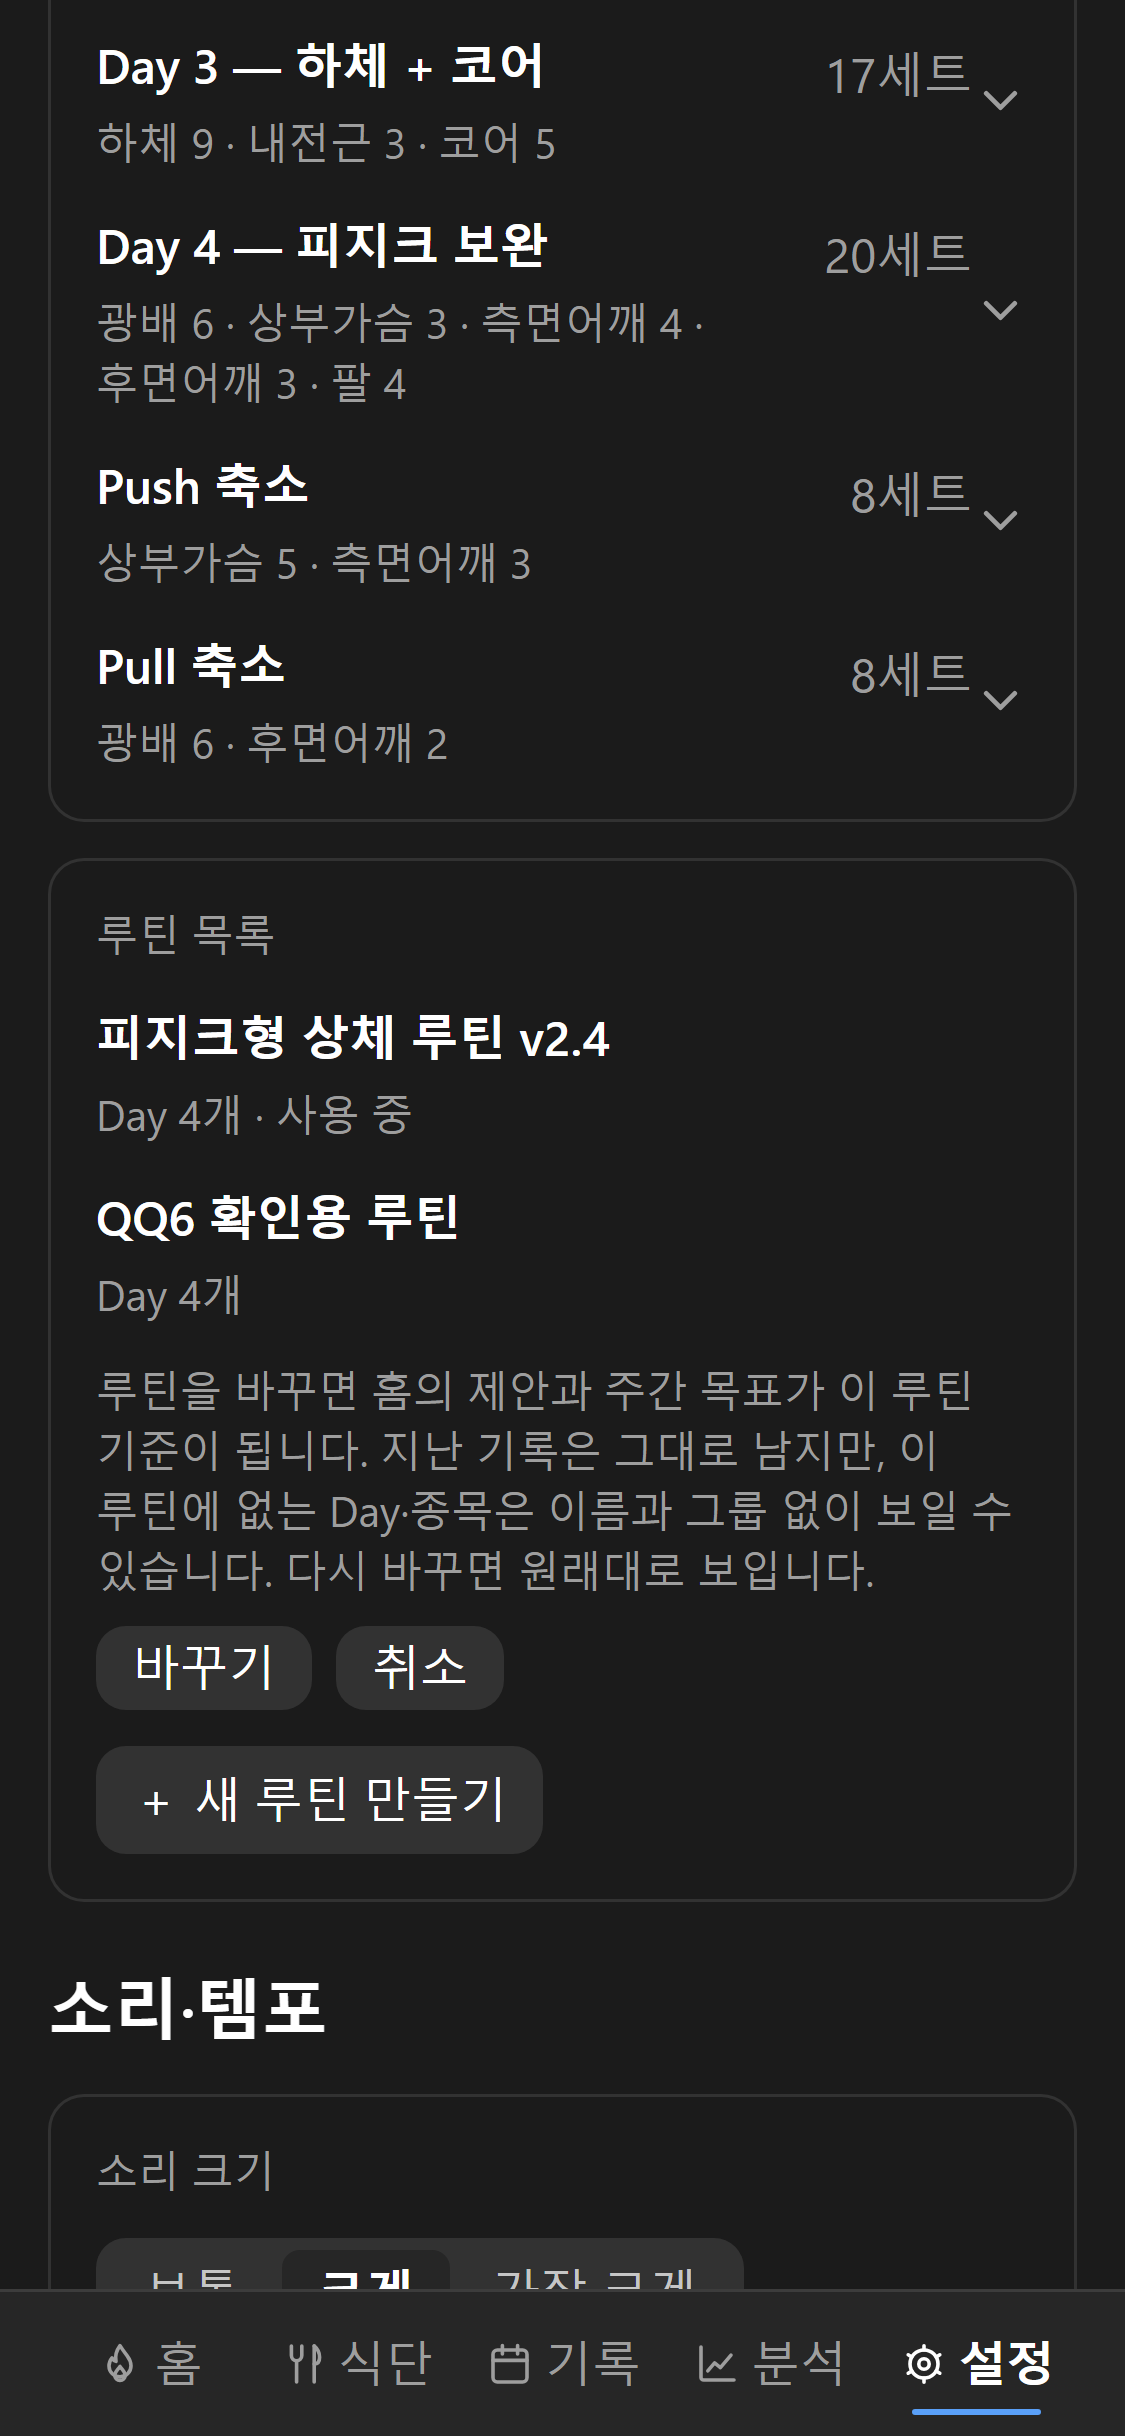 Day 3 — 하체 + 코어
17세트
하체 9 · 내전근 3 · 코어 5
Day 4 — 피지크 보완
20세트
광배 6 · 상부가슴 3 · 측면어깨 4 ·
후면어깨 3 · 팔 4
Push 축소
8세트
상부가슴 5 · 측면어깨 3
Pull 축소
8세트
광배 6 · 후면어깨 2
루틴 목록
피지크형 상체 루틴 v2.4
Day 4개 · 사용 중
QQ6 확인용 루틴
Day 4개
루틴을 바꾸면 홈의 제안과 주간 목표가 이 루틴
기준이 됩니다. 지난 기록은 그대로 남지만, 이
루틴에 없는 Day·종목은 이름과 그룹 없이 보일 수
있습니다. 다시 바꾸면 원래대로 보입니다.
바꾸기
취소
+ 새 루틴 만들기
소리·템포
소리 크기
보통
크게
가장 크게
홈
식단
기록
분석
설정